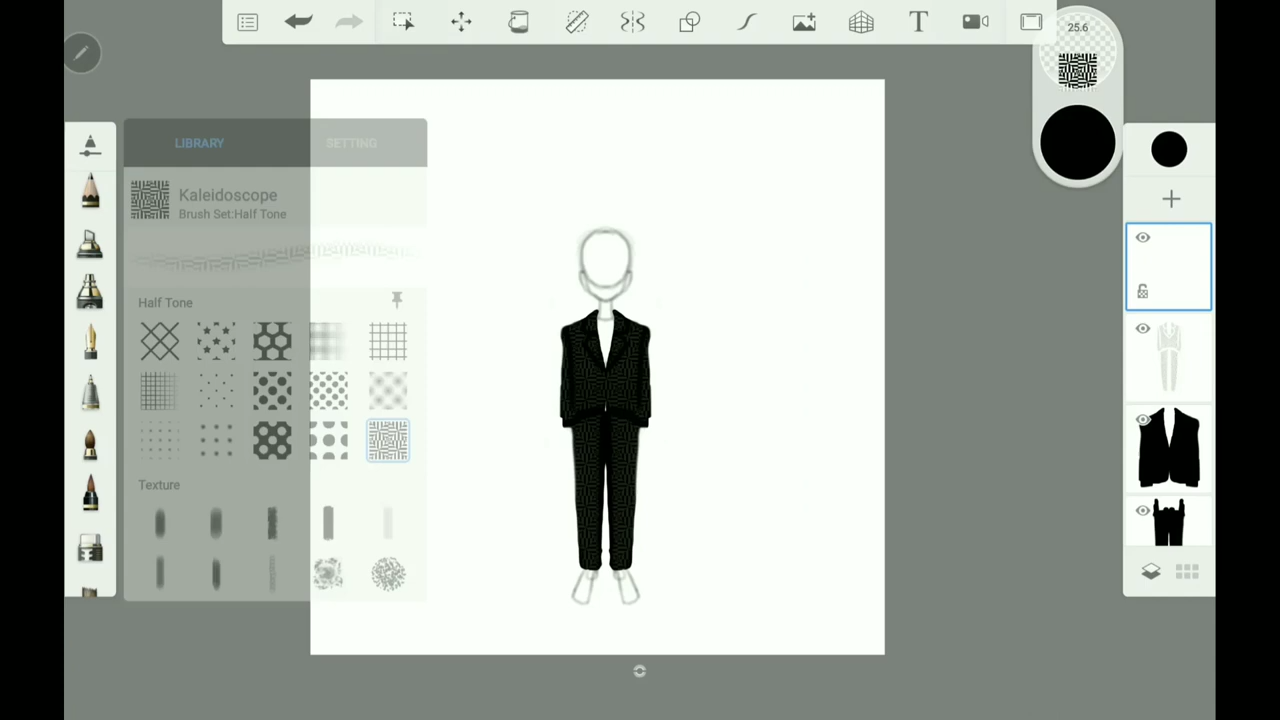 25.6
LIBRARY
SETTING
Kaleidoscope
Brush Set:Half Tone
Half Tone
Texture